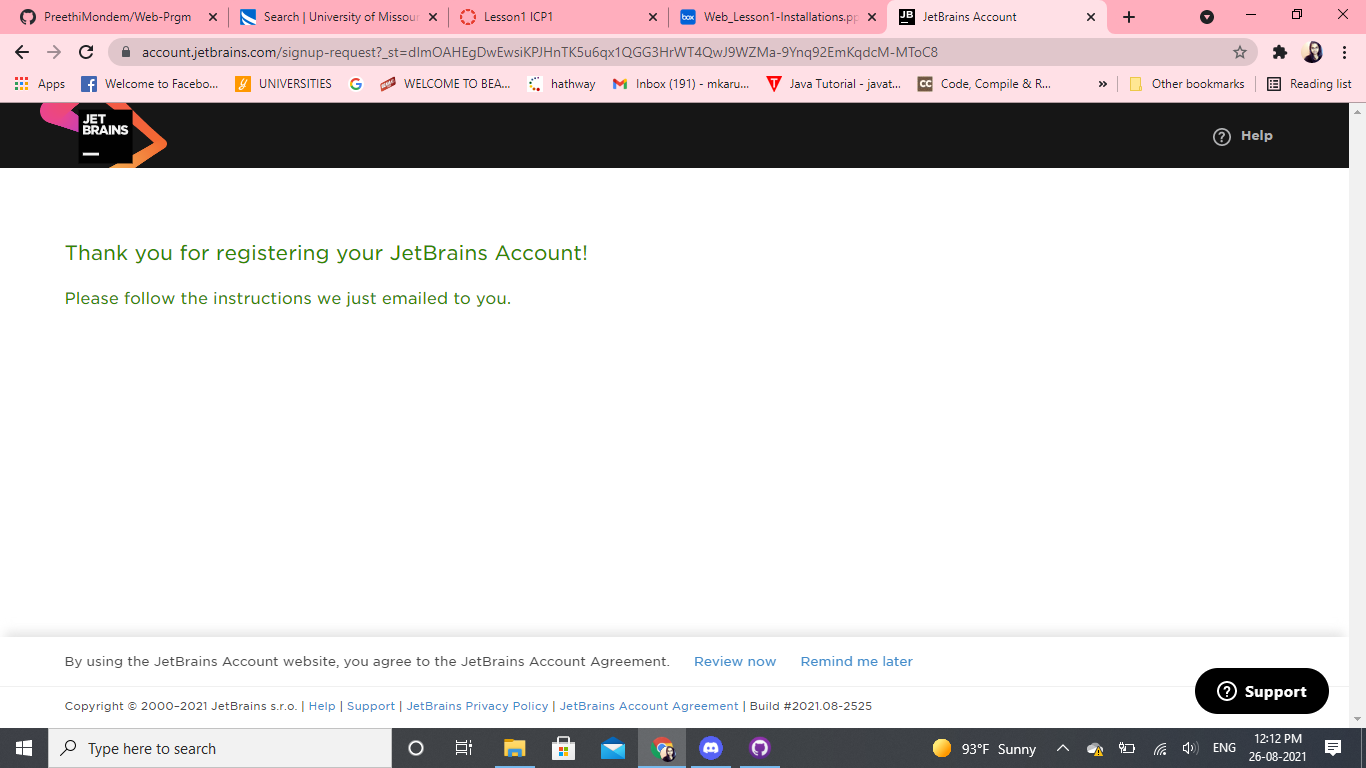 PreethiMondem/Web-Prgm
Search | University of Missour
Lesson1 ICP1
box
Web_Lesson1-Installations.pp
JB
JetBrains Account
account.jetbrains.com/signup-request?_st=dImOAHEgDwEwsiKPJHnTK5u6qx1QGG3HrWT4QwJ9WZMa-9Ynq92EmKqdcM-MToC8
Apps
Welcome to Facebo...
UNIVERSITIES
WELCOME TO BEA...
hathway
Inbox (191) - mkaru...
Java Tutorial - javat...
CC
Code, Compile & R...
»
Other bookmarks
Reading list
JET
BRAINS
Help
Thank you for registering your JetBrains Account!
Please follow the instructions we just emailed to you.
By using the JetBrains Account website, you agree to the JetBrains Account Agreement. Review now Remind me later
Copyright © 2000–2021 JetBrains s.r.o. | Help | Support | JetBrains Privacy Policy | JetBrains Account Agreement | Build #2021.08-2525
Support
Type here to search
93°F Sunny
ENG
12:12 PM
26-08-2021